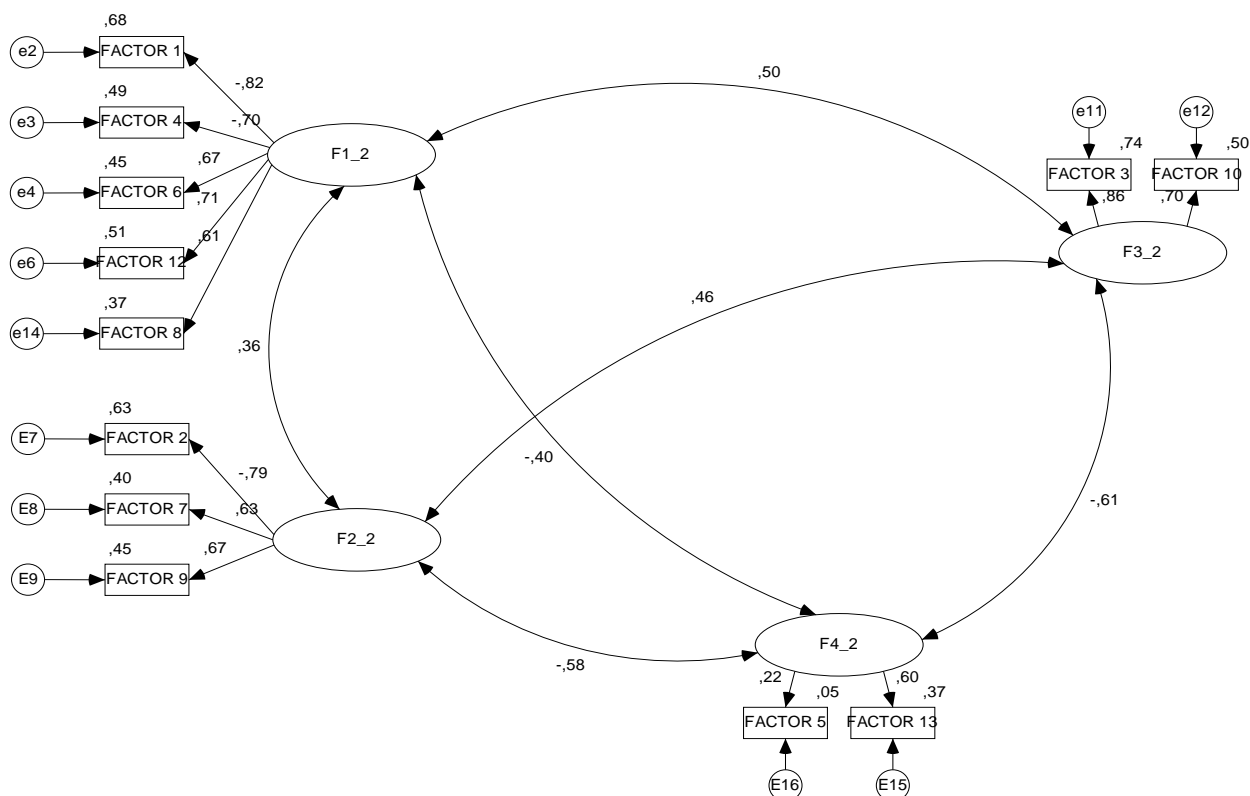 ,68
e2
FACTOR 1
-,82
,49
e3
FACTOR 4
-,70
,45
e4
FACTOR 6
,67
,51
e6
FACTOR 12
,71
,37
e14
FACTOR 8
,61
F1_2
,50
e11
,74
FACTOR 3
,86
e12
,50
FACTOR 10
,70
F3_2
,46
,36
-,40
-,61
,63
E7
FACTOR 2
-,79
,40
E8
FACTOR 7
,63
,45
E9
FACTOR 9
,67
F2_2
-,58
F4_2
,22
,05
FACTOR 5
E16
,60
,37
FACTOR 13
E15